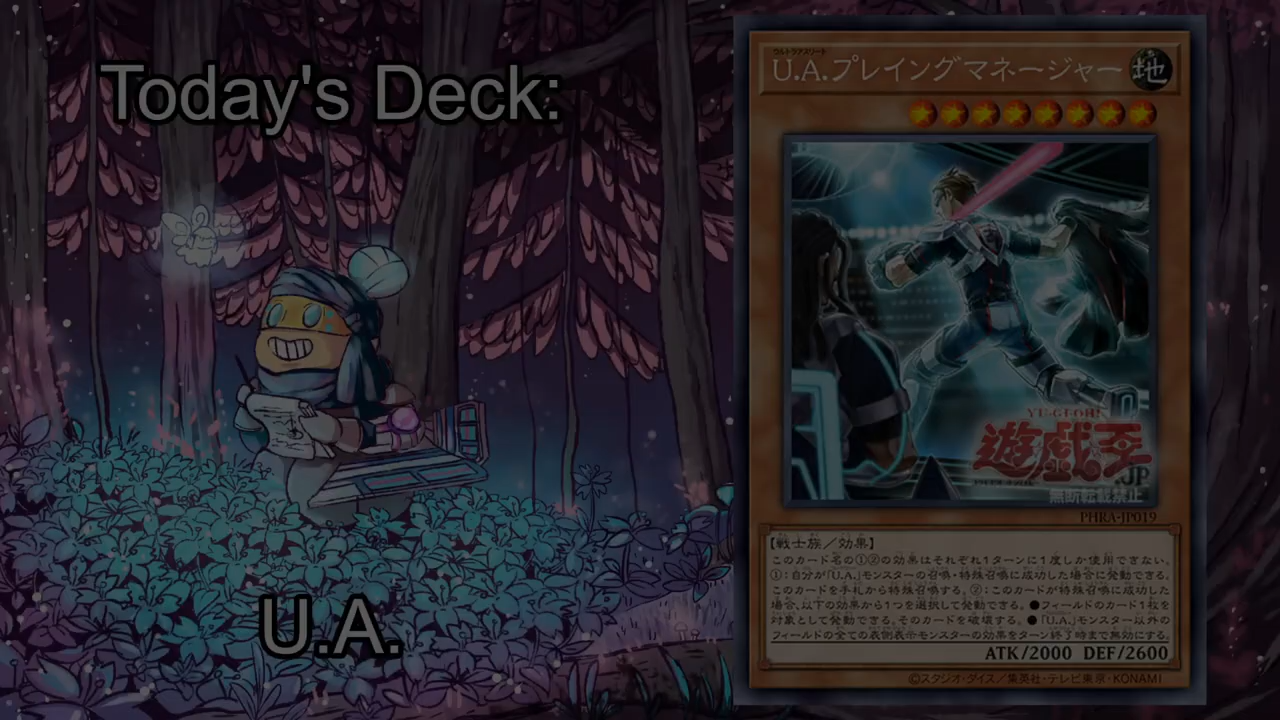 Today's Deck:
U.A.
ウルトラアスリート
U.A.プレイングマネージャー
地
YU-GI-OH!
遊戯王
.JP
無断転載禁止
PHRA-JP019
【戦士族／効果】
このカード名の①②の効果はそれぞれ1ターンに1度しか使用できない。
①：自分が「U.A.」モンスターの召喚・特殊召喚に成功した場合に発動できる。
このカードを手札から特殊召喚する。②：このカードが特殊召喚に成功した
場合、以下の効果から1つを選択して発動できる。●フィールドのカード1枚を
対象として発動できる。そのカードを破壊する。●「U.A.」モンスター以外の
フィールドの全ての表側表示モンスターの効果をターン終了時まで無効にする。
ATK/2000 DEF/2600
©スタジオ・ダイス／集英社・テレビ東京・KONAMI